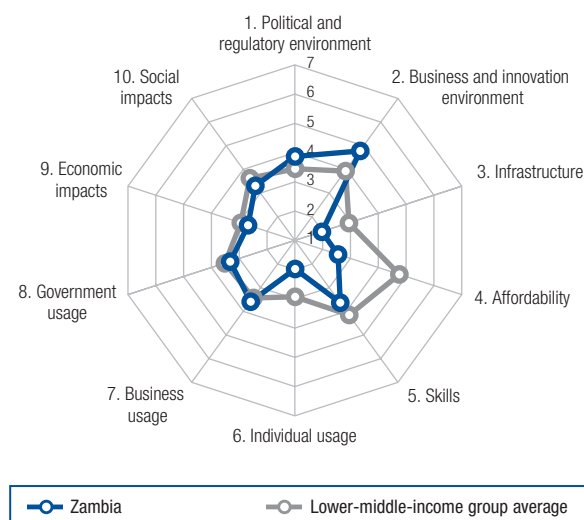 1. Political and
regulatory environment
7
6
5
4
3
2
1
2. Business and innovation
environment
3. Infrastructure
4. Affordability
5. Skills
6. Individual usage
7. Business
usage
8. Government
usage
9. Economic
impacts
10. Social
impacts
Zambia
Lower-middle-income group average